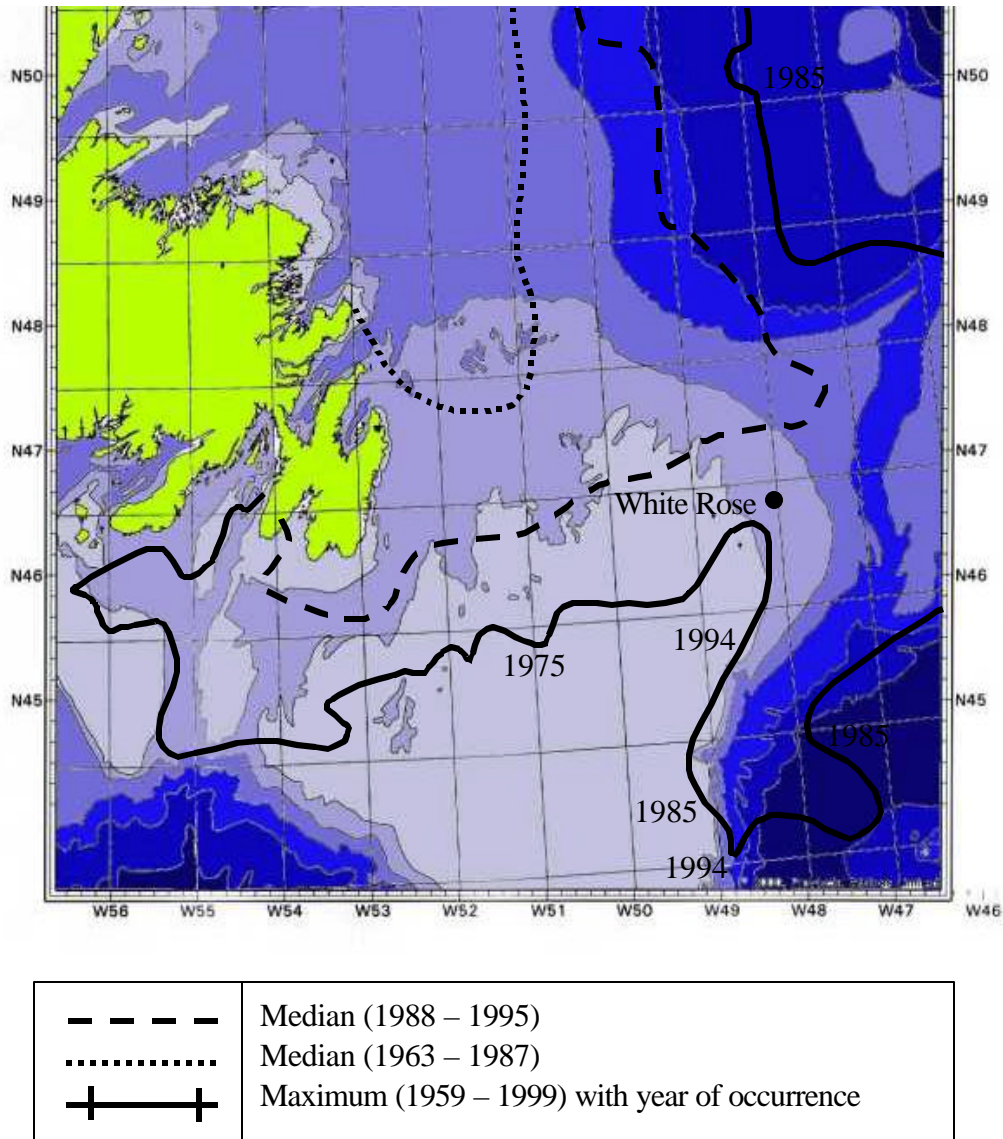 1985
N50 N50
N49 N49
N48 N48
N47 N47
White Rose
N46 N46
1994
1975
N45 N45
1985
1985
1994
W56 W55 W54 W53 W52 W51 W50 W49 W48 W47 W46
Median (1988 – 1995)
Median (1963 – 1987)
Maximum (1959 – 1999) with year of occurrence